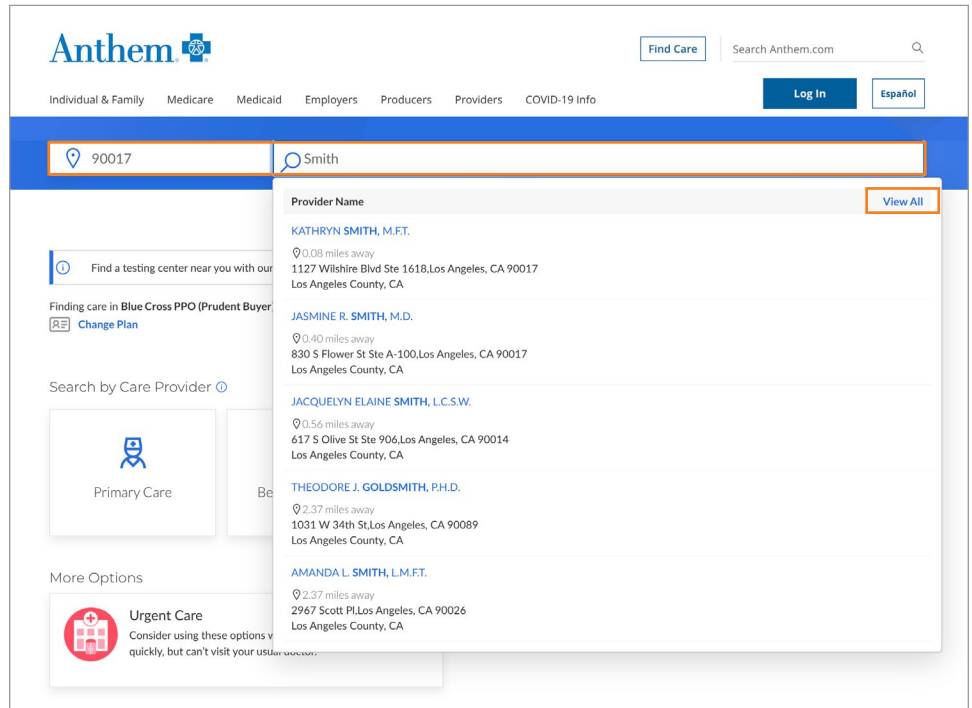 Anthem
Find Care
Search Anthem.com
Individual & Family Medicare Medicaid Employers Producers Providers COVID-19 Info
Log In
Español
90017
Smith
Provider Name
View All
KATHRYN SMITH, M.F.T.
0.08 miles away
1127 Wilshire Blvd Ste 1618,Los Angeles, CA 90017
Los Angeles County, CA
JASMINE R. SMITH, M.D.
0.40 miles away
830 S Flower St Ste A-100,Los Angeles, CA 90017
Los Angeles County, CA
JACQUELYN ELAINE SMITH, L.C.S.W.
0.56 miles away
617 S Olive St Ste 906,Los Angeles, CA 90014
Los Angeles County, CA
THEODORE J. GOLDSMITH, P.H.D.
2.37 miles away
1031 W 34th St,Los Angeles, CA 90089
Los Angeles County, CA
AMANDA L. SMITH, L.M.F.T.
2.37 miles away
2967 Scott Pl,Los Angeles, CA 90026
Los Angeles County, CA
Find a testing center near you with our
Finding care in Blue Cross PPO (Prudent Buyer
Change Plan
Search by Care Provider
Primary Care
Be
More Options
Urgent Care
Consider using these options
quickly, but can't visit your usual doctor.